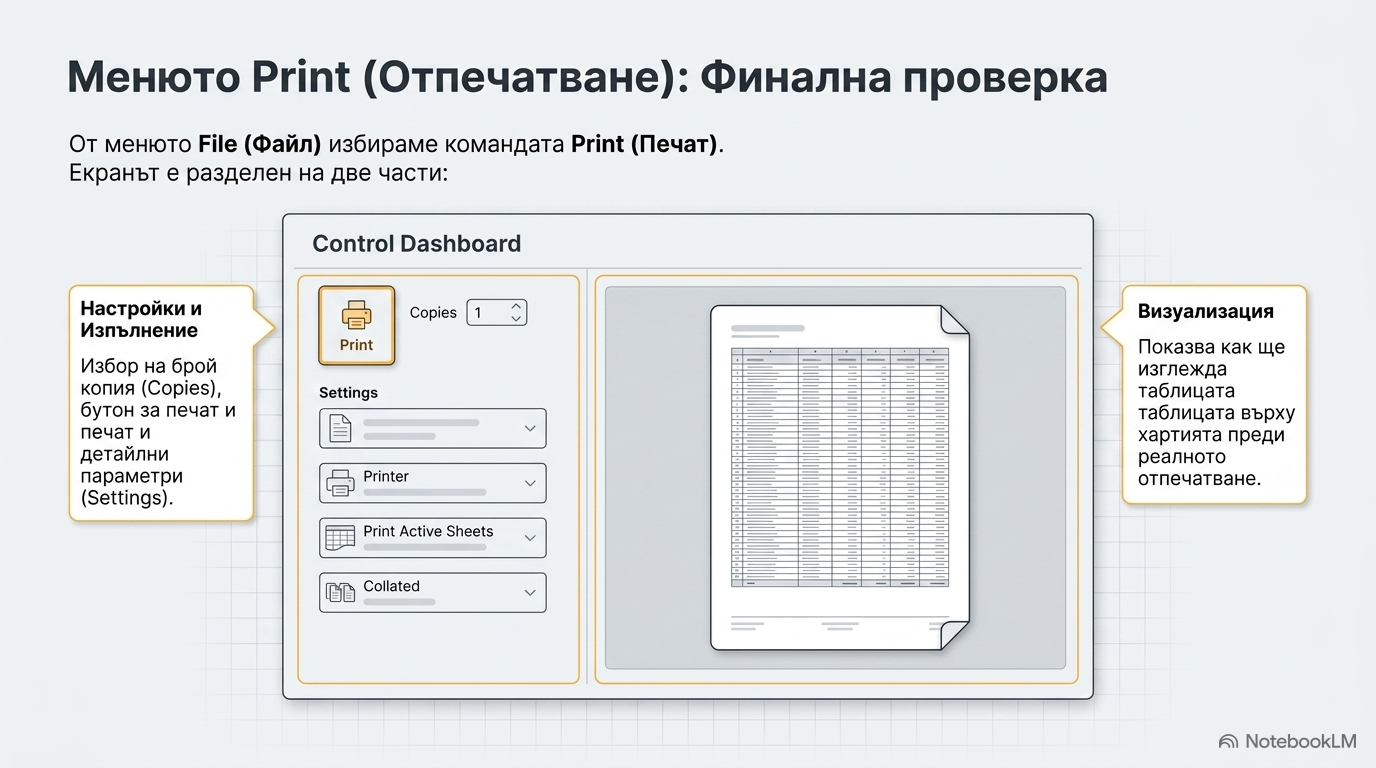 Менюто Print (Отпечатване): Финална проверка
От менюто File (Файл) избираме командата Print (Печат).
Екранът е разделен на две части:
Control Dashboard
Настройки и
Изпълнение
Избор на брой
копия (Copies),
бутон за печат и
печат и
детайлни
параметри
(Settings).
Print
Copies 1
Settings
Printer
Print Active Sheets
Collated
Визуализация
Показва как ще
изглежда
таблицата
таблицата върху
хартията преди
реалното
отпечатване.
NotebookLM